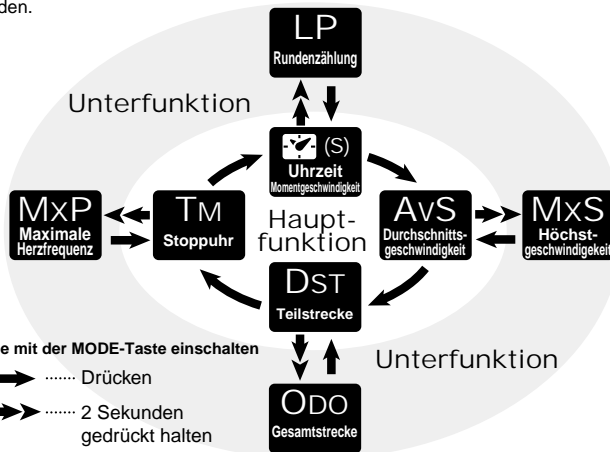 den.
LP
Rundenzählung
Unterfunktion
(S)
Uhrzeit
Momentgeschwindigkeit
MxP
Maximale
Herzfrequenz
TM
Stoppuhr
Haupt-
funktion
AvS
Durchschnitts-
geschwindigkeit
MxS
Höchst-
geschwindigekeit
DST
Teilstrecke
e mit der MODE-Taste einschalten
....... Drücken
....... 2 Sekunden
gedrückt halten
Unterfunktion
ODO
Gesamtstrecke